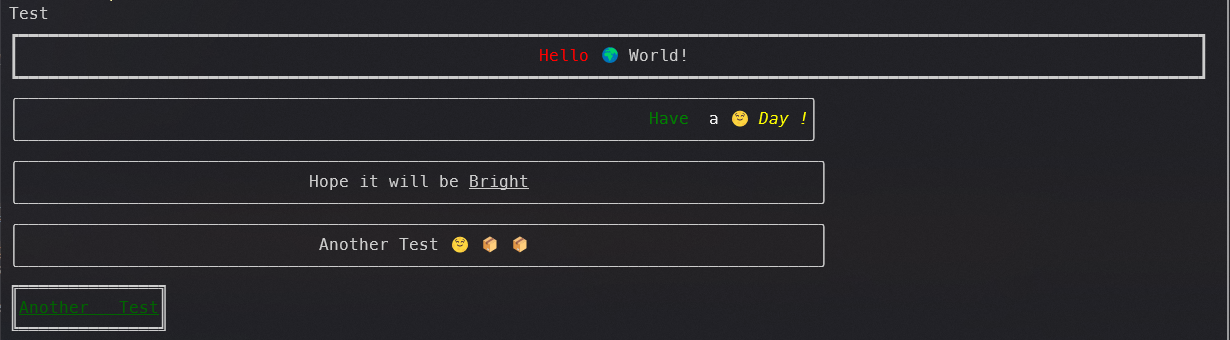 Test
Hello 🌍 World!
Have  a 😊 Day !
Hope it will be Bright
Another Test 😊 📦 📦
Another   Test